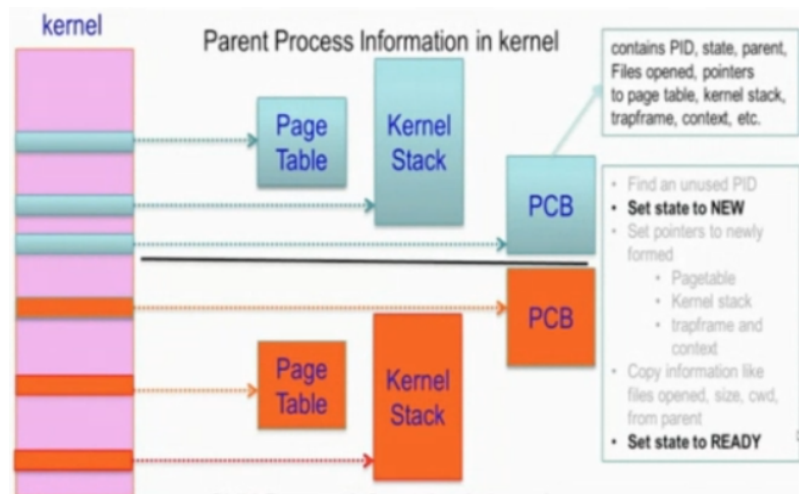 kernel
Parent Process Information in kernel
contains PID, state, parent,
Files opened, pointers
to page table, kernel stack,
trapframe, context, etc.
Page
Table
Kernel
Stack
PCB
• Find an unused PID
• Set state to NEW
• Set pointers to newly
formed
• Pagetable
• Kernel stack
• trapframe and
context
• Copy information like
files opened, size, cwd,
from parent
• Set state to READY
PCB
Page
Table
Kernel
Stack